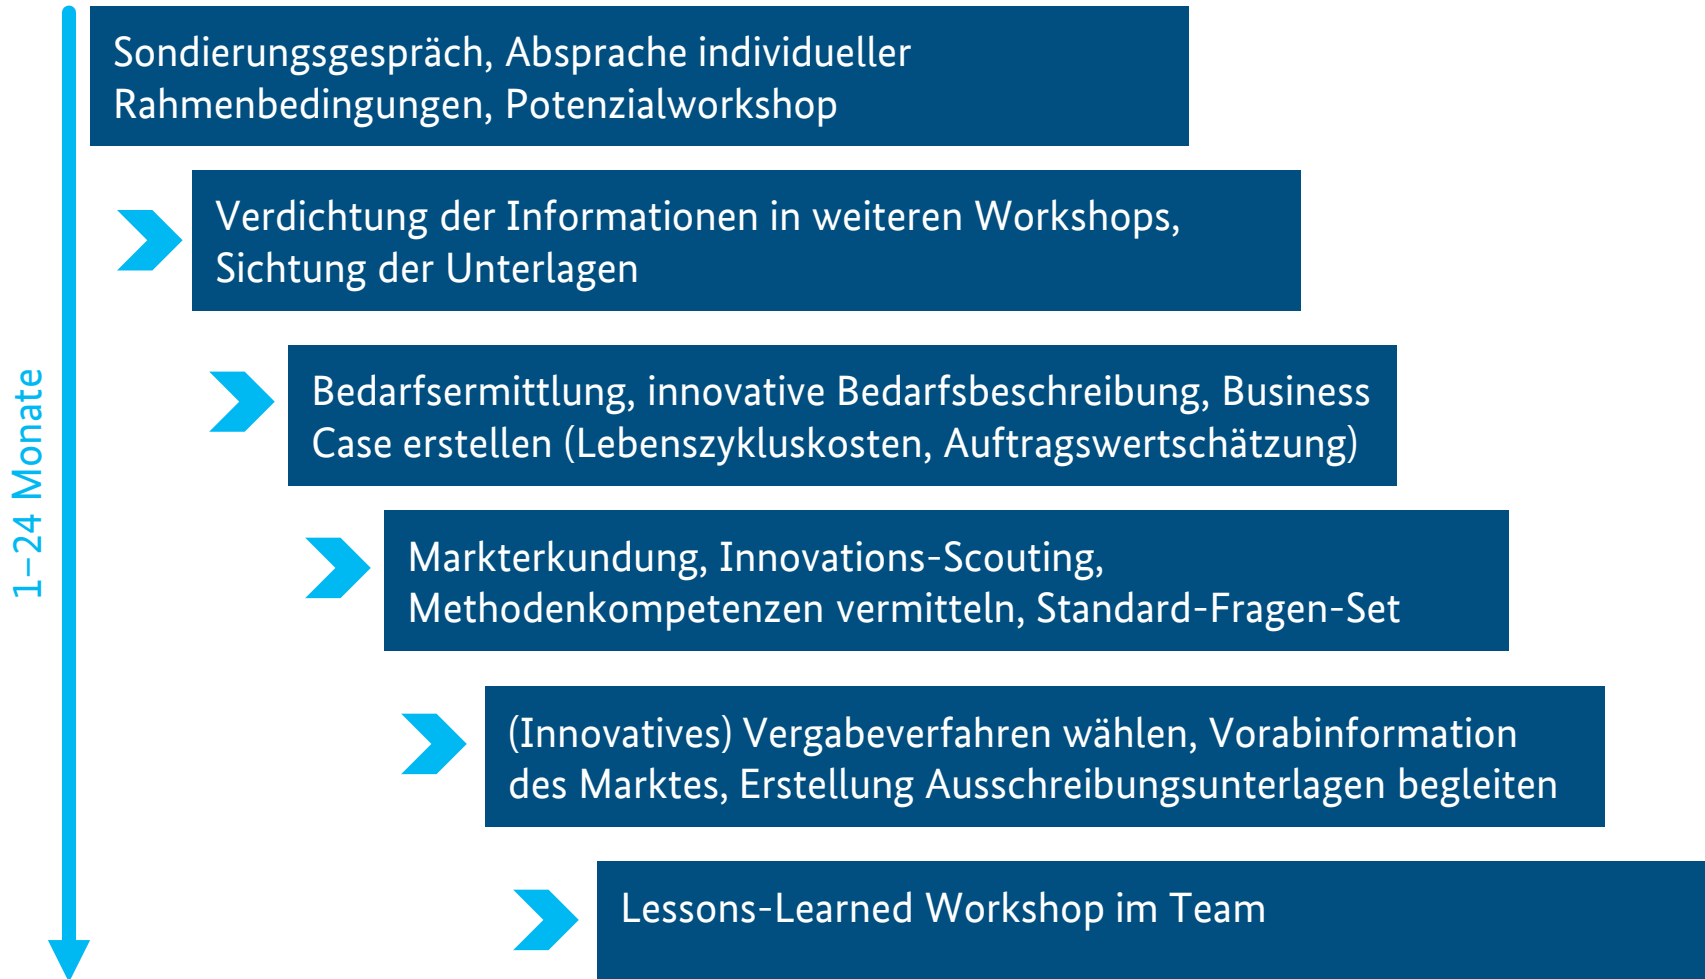 Sondierungsgespräch, Absprache individueller
Rahmenbedingungen, Potenzialworkshop
Verdichtung der Informationen in weiteren Workshops,
Sichtung der Unterlagen
Bedarfsermittlung, innovative Bedarfsbeschreibung, Business
Case erstellen (Lebenszykluskosten, Auftragswertschätzung)
Markterkundung, Innovations-Scouting,
Methodenkompetenzen vermitteln, Standard-Fragen-Set
(Innovatives) Vergabeverfahren wählen, Vorabinformation
des Marktes, Erstellung Ausschreibungsunterlagen begleiten
Lessons-Learned Workshop im Team
1–24 Monate